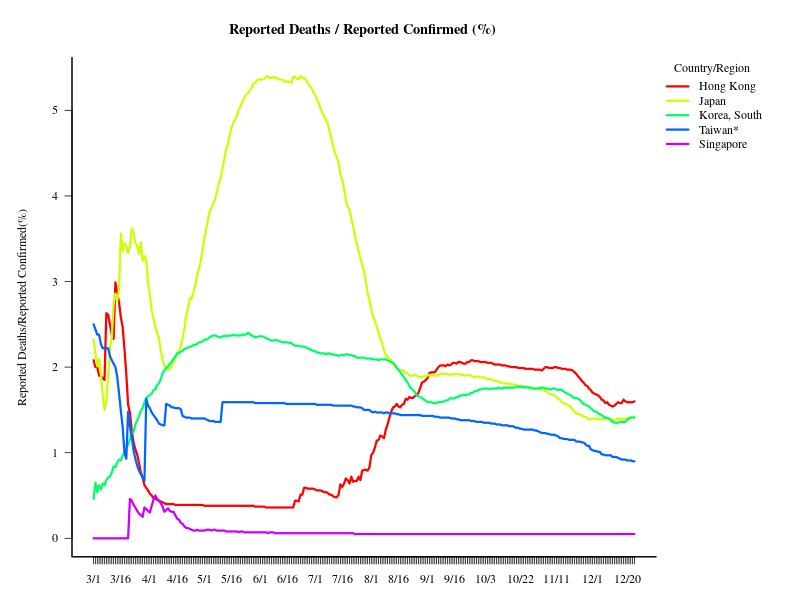 Reported Deaths / Reported Confirmed (%)
Country/Region
Hong Kong
Japan
Korea, South
Taiwan*
Singapore
Reported Deaths/Reported Confirmed(%)
5
4
3
2
1
0
3/1 3/16 4/1 4/16 5/1 5/16 6/1 6/16 7/1 7/16 8/1 8/16 9/1 9/16 10/3 10/22 11/11 12/1 12/20